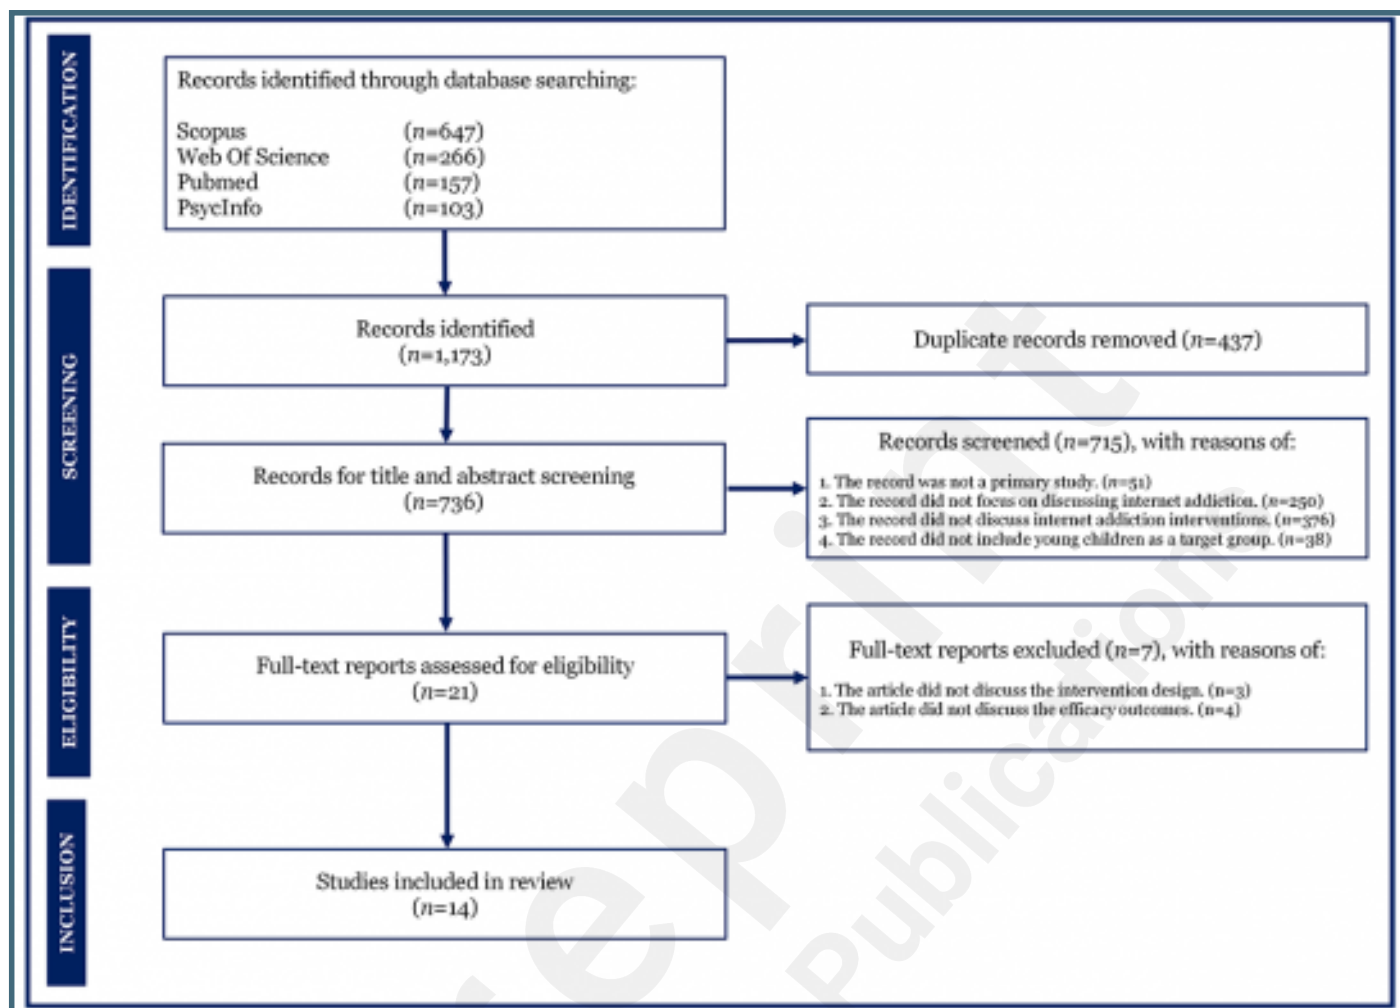 IDENTIFICATION
Records identified through database searching:
Scopus (n=647)
Web Of Science (n=266)
Pubmed (n=157)
PsycInfo (n=103)
SCREENING
Records identified
(n=1,173)
Duplicate records removed (n=437)
Records for title and abstract screening
(n=736)
Records screened (n=715), with reasons of:
1. The record was not a primary study. (n=51)
2. The record did not focus on discussing internet addiction. (n=250)
3. The record did not discuss internet addiction interventions. (n=376)
4. The record did not include young children as a target group. (n=38)
ELIGIBILITY
Full-text reports assessed for eligibility
(n=21)
Full-text reports excluded (n=7), with reasons of:
1. The article did not discuss the intervention design. (n=3)
2. The article did not discuss the efficacy outcomes. (n=4)
INCLUSION
Studies included in review
(n=14)
eprint
Publications